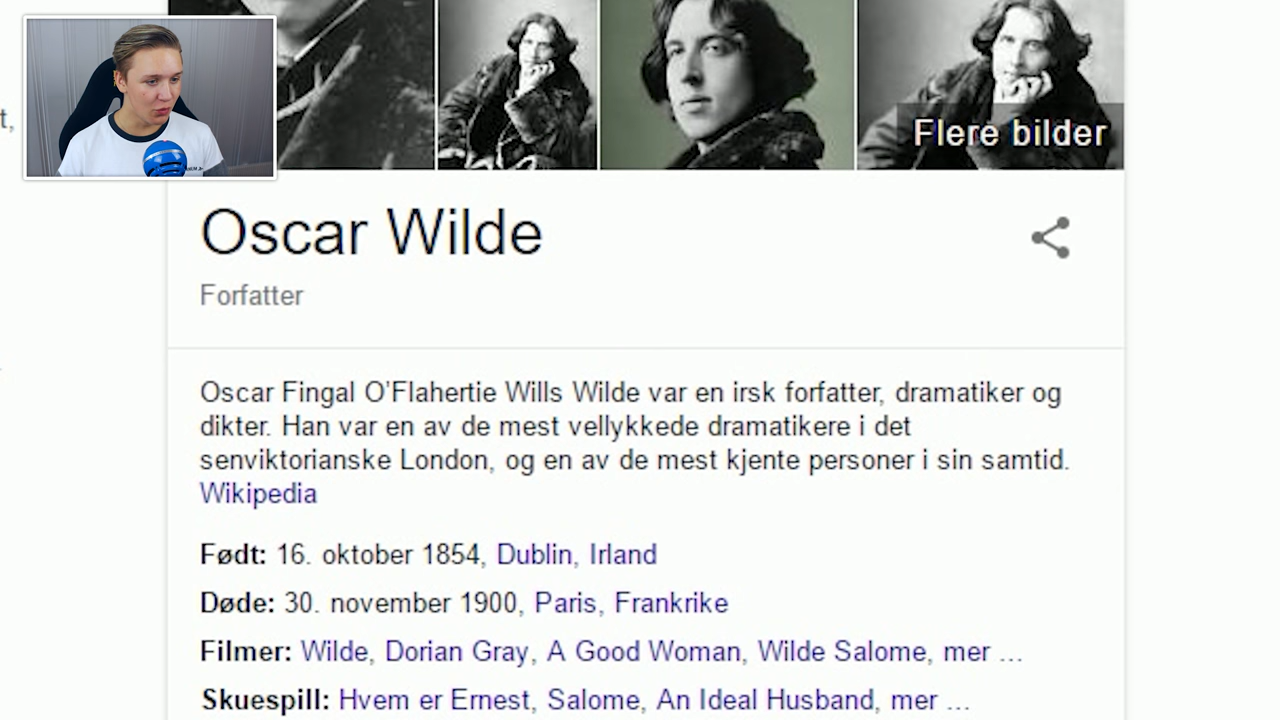 t,
Flere bilder
Oscar Wilde
Forfatter
Oscar Fingal O'Flahertie Wills Wilde var en irsk forfatter, dramatiker og
dikter. Han var en av de mest vellykkede dramatikere i det
senviktorianske London, og en av de mest kjente personer i sin samtid.
Wikipedia
Født: 16. oktober 1854, Dublin, Irland
Døde: 30. november 1900, Paris, Frankrike
Filmer: Wilde, Dorian Gray, A Good Woman, Wilde Salome, mer ...
Skuespill: Hvem er Ernest, Salome, An Ideal Husband, mer ...